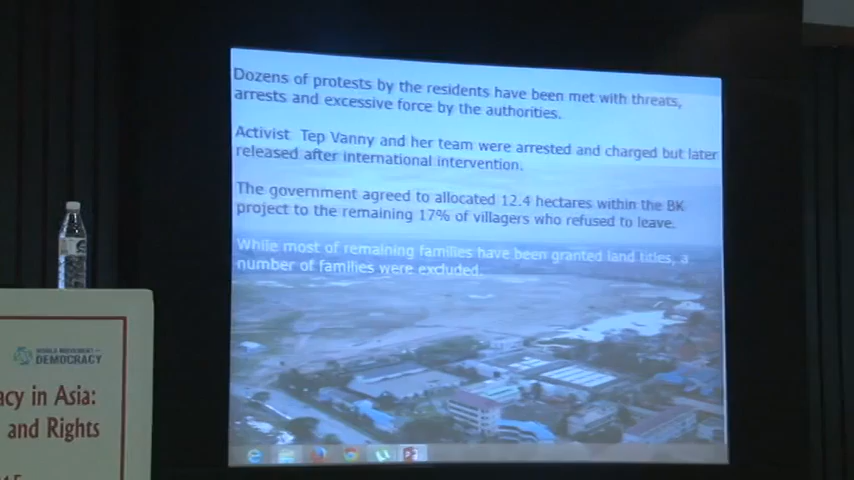 Dozens of protests by the residents have been met with threats,
arrests and excessive force by the authorities.
Activist Tep Vanny and her team were arrested and charged but later
released after international intervention.
The government agreed to allocated 12.4 hectares within the BK
project to the remaining 17% of villagers who refused to leave.
While most of remaining families have been granted land titles, a
number of families were excluded.
WORLD MOVEMENT
DEMOCRACY
acy in Asia:
and Rights